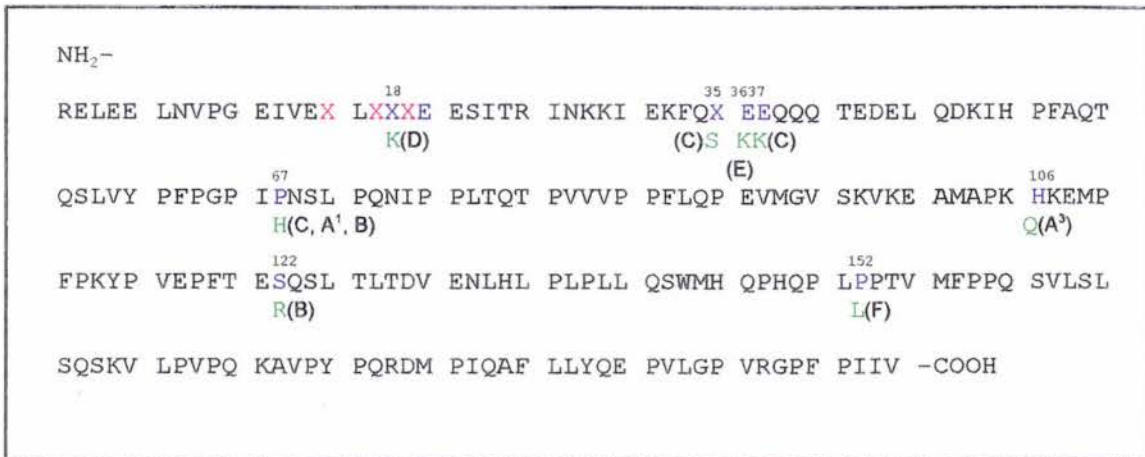 NH₂–
18 35 3637
RELEE LNVPG EIVEX LXXXE ESITR INKKI EKFQX EEQQQ TEDEL QDKIH PFAQT
K(D) (C)S KK(C)
(E)
67 106
QSLVY PFPGP IPNSL PQNIP PLTQT PVVVP PFLQP EVMGV SKVKE AMAPK HKEMP
H(C, A¹, B) Q(A³)
122 152
FPKYP VEPFT ESQSL TLTDV ENLHL PLPLL QSWMH QPHQP LPPTV MFPPQ SVLSL
R(B) L(F)
SQSKV LPVPQ KAVPY PQRDM PIQAF LLYQE PVLGP VRGPF PIIV –COOH